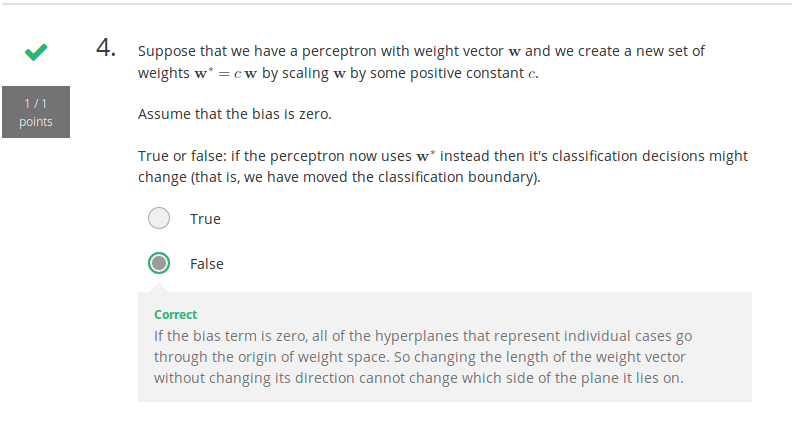 4. Suppose that we have a perceptron with weight vector w and we create a new set of
weights w* = c w by scaling w by some positive constant c.
1 / 1
points
Assume that the bias is zero.
True or false: if the perceptron now uses w* instead then it's classification decisions might
change (that is, we have moved the classification boundary).
True
False
Correct
If the bias term is zero, all of the hyperplanes that represent individual cases go
through the origin of weight space. So changing the length of the weight vector
without changing its direction cannot change which side of the plane it lies on.